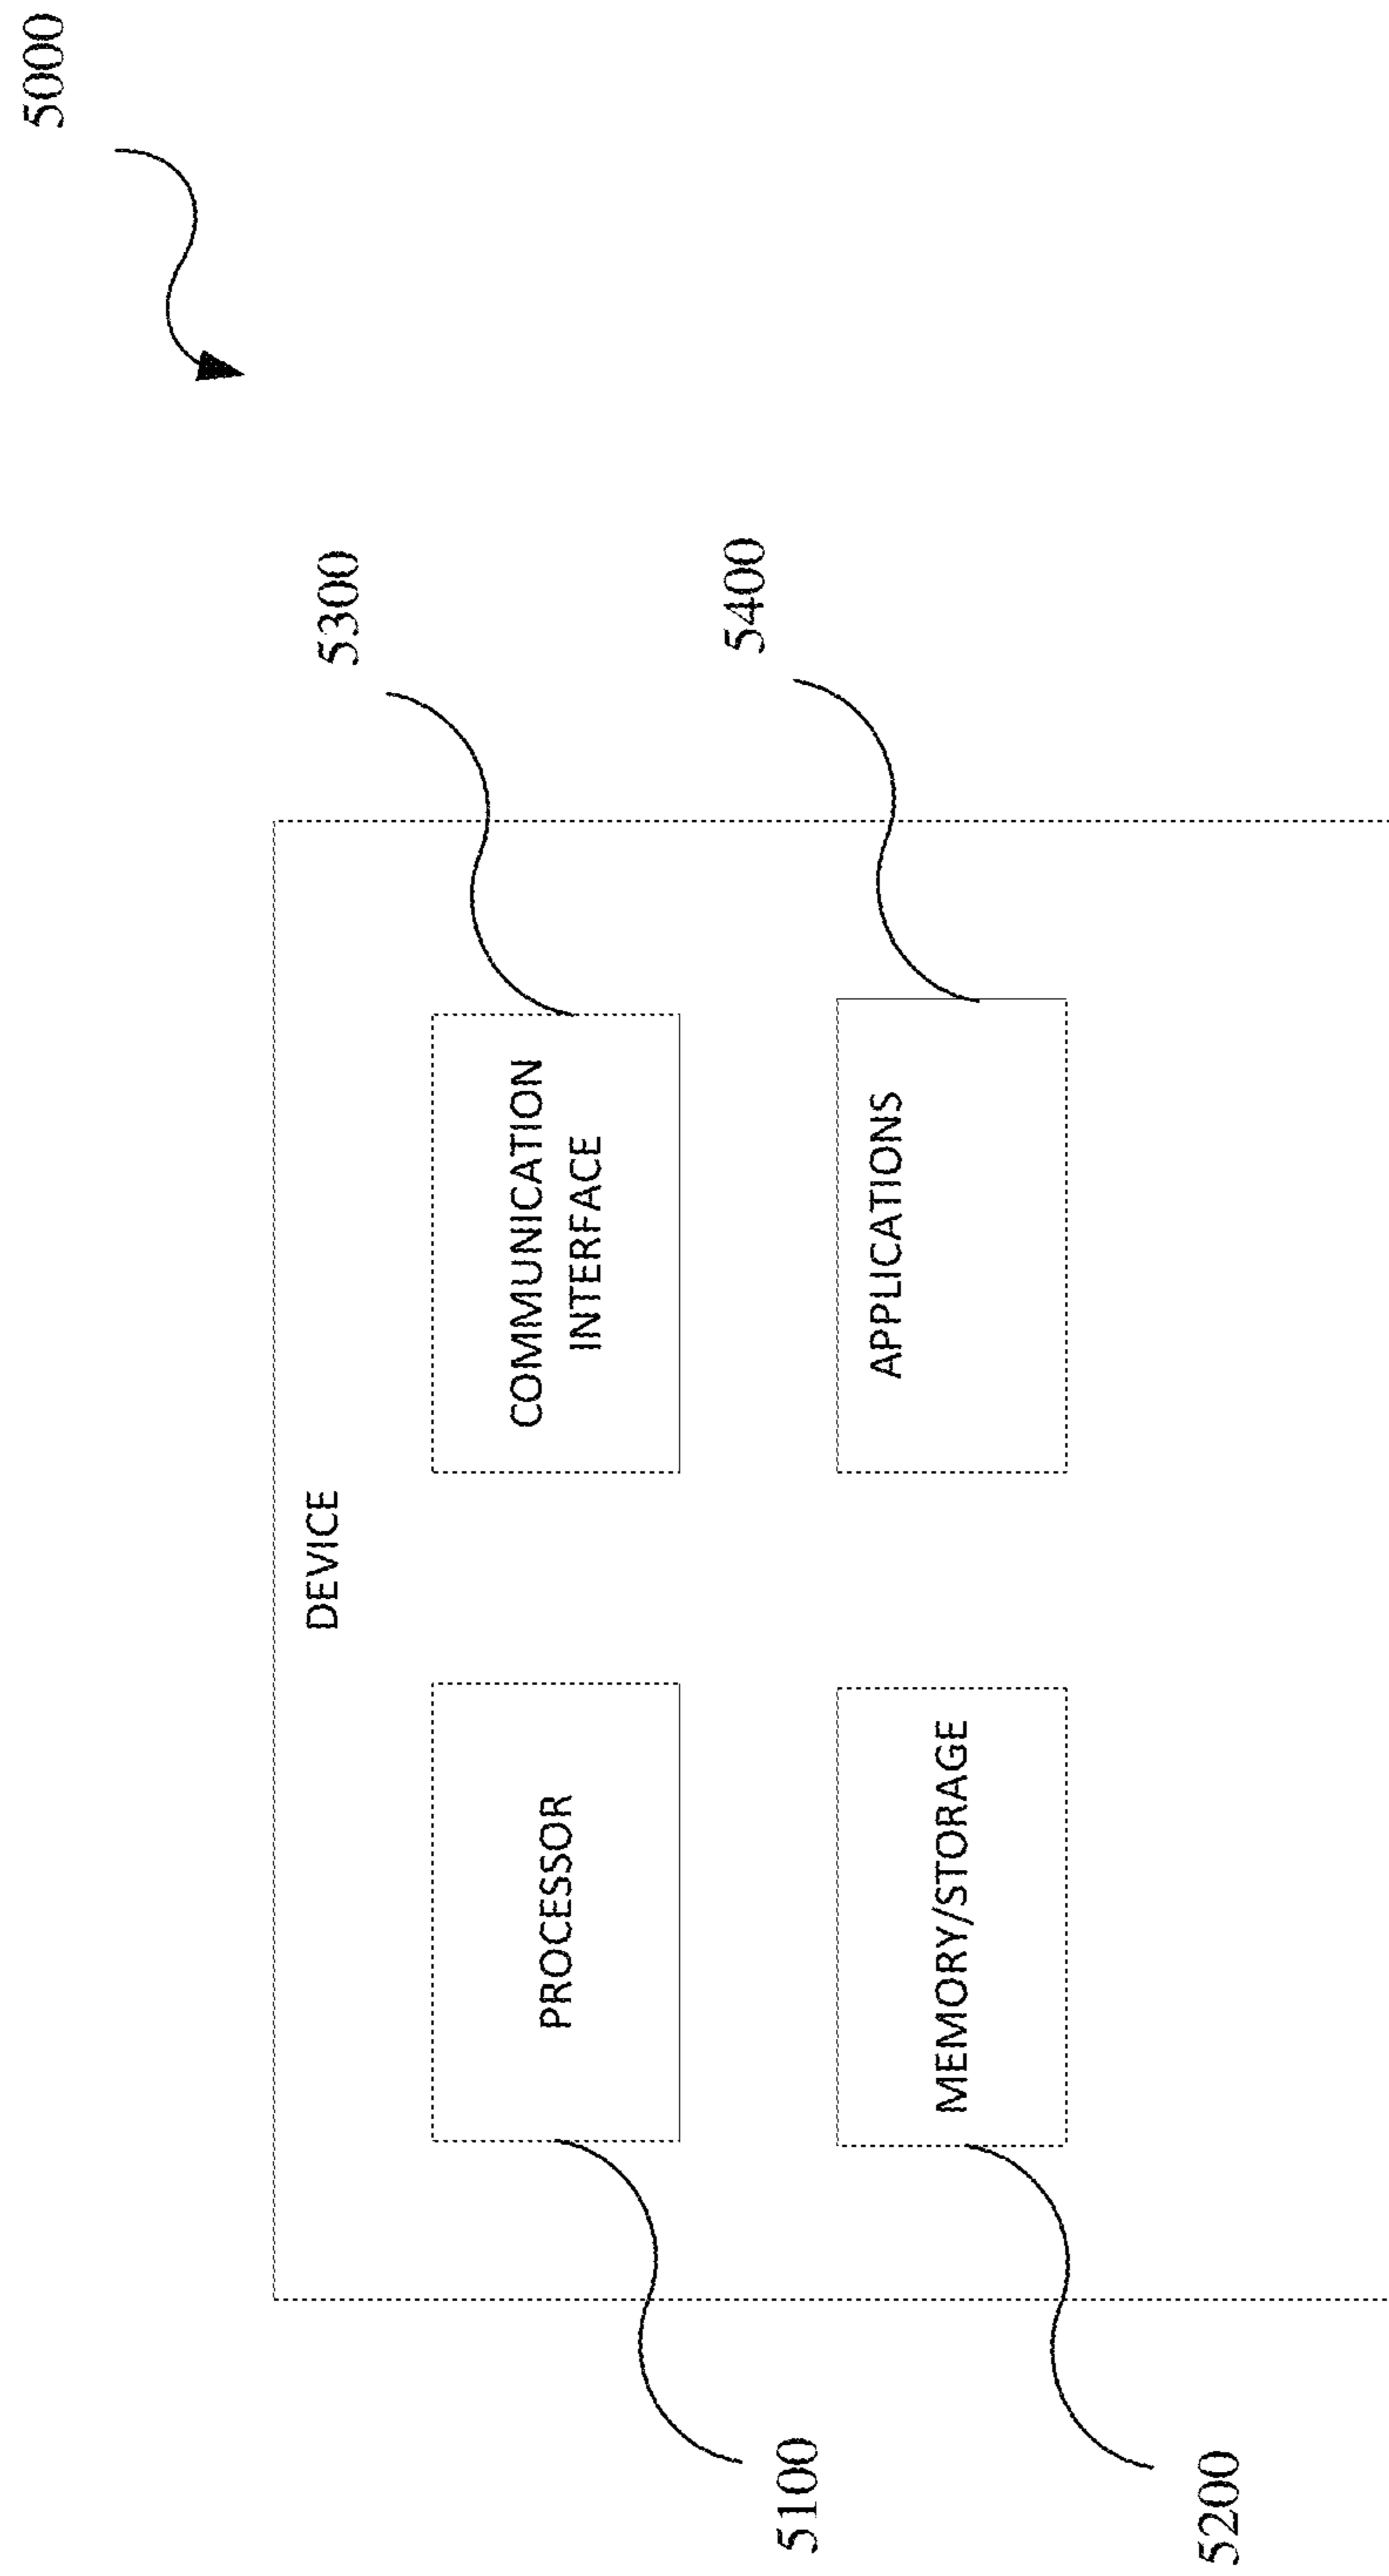 5000
DEVICE
5300
PROCESSOR
COMMUNICATION
INTERFACE
5100
5400
MEMORY/STORAGE
APPLICATIONS
5200